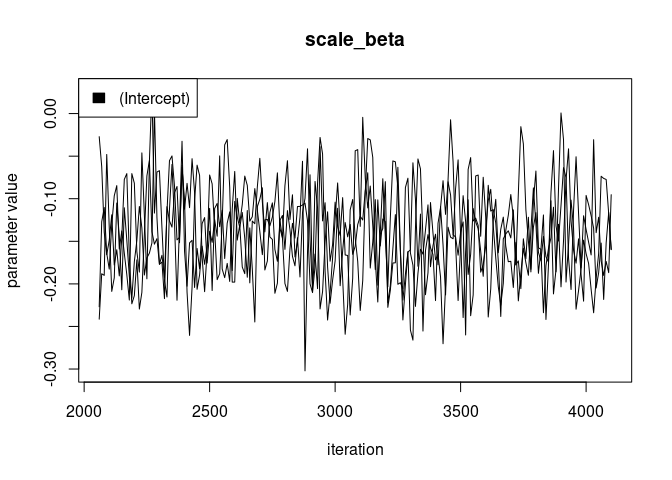 scale_beta
(Intercept)
parameter value
0.00
-0.10
-0.20
-0.30
2000 2500 3000 3500 4000
iteration